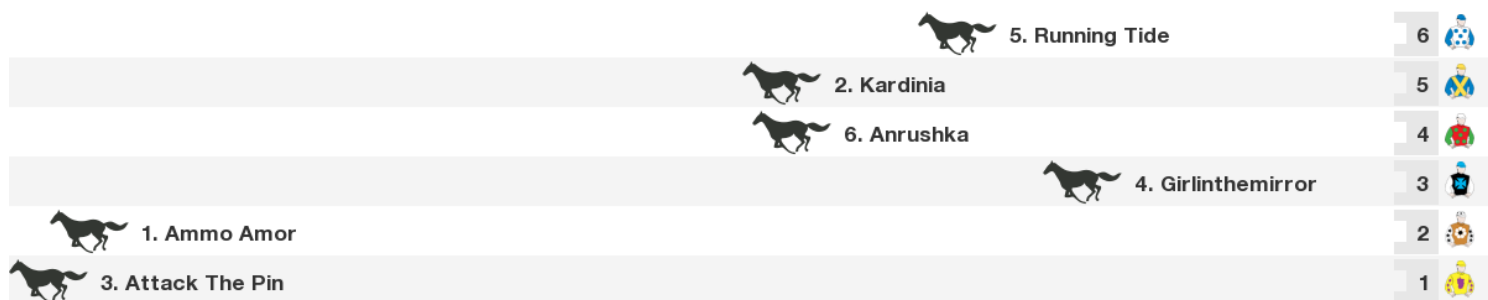 5. Running Tide 6
2. Kardinia 5
6. Anrushka 4
4. Girlinthemirror 3
1. Ammo Amor 2
3. Attack The Pin 1